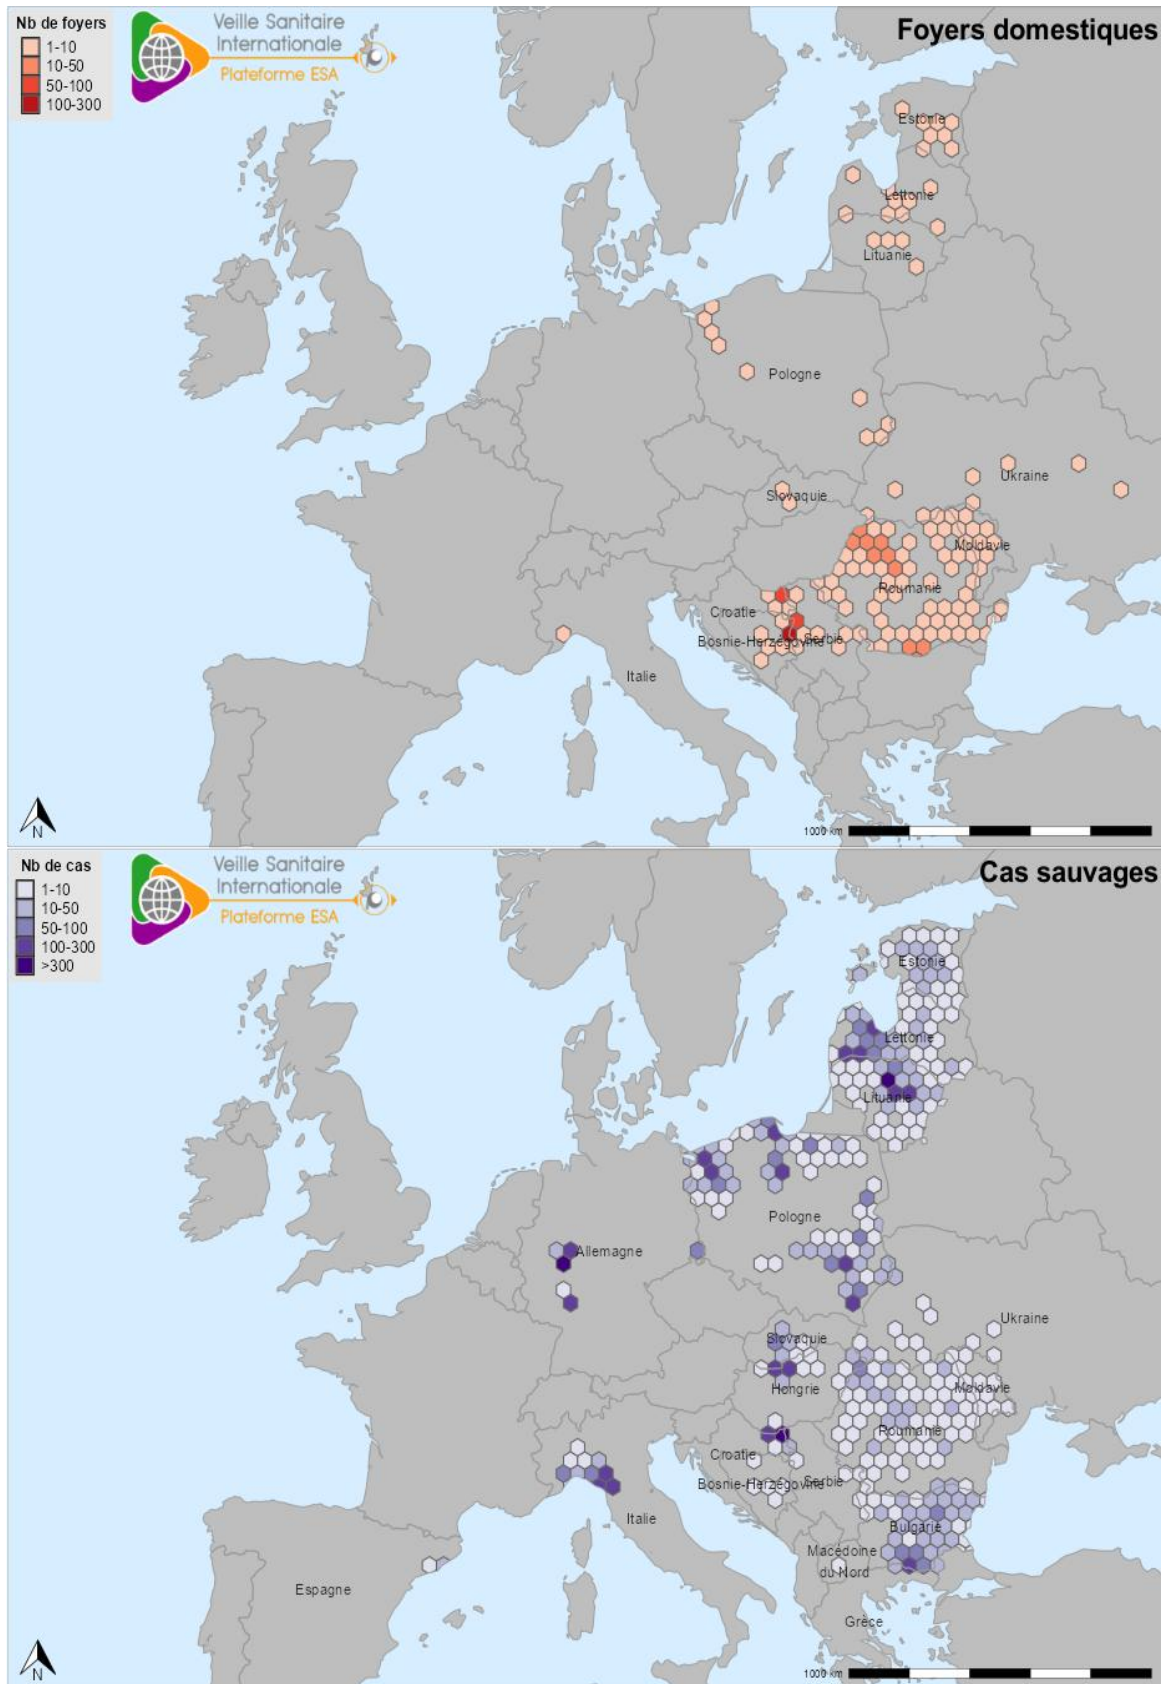 Nb de foyers
1-10
10-50
50-100
100-300
Veille Sanitaire
Internationale
Plateforme ESA
Foyers domestiques
Estonie
Lettonie
Lituanie
Pologne
Ukraine
Slovaquie
Moldavie
Roumanie
Croatie
Bosnie-Herzégovine
Serbie
Italie
N
1000 km
Nb de cas
1-10
10-50
50-100
100-300
>300
Veille Sanitaire
Internationale
Plateforme ESA
Cas sauvages
Estonie
Lettonie
Lituanie
Pologne
Allemagne
Ukraine
Slovaquie
Hongrie
Moldavie
Roumanie
Croatie
Bosnie-Herzégovine
Serbie
Italie
Bulgarie
Macédoine
du Nord
Espagne
Grèce
N
1000 km